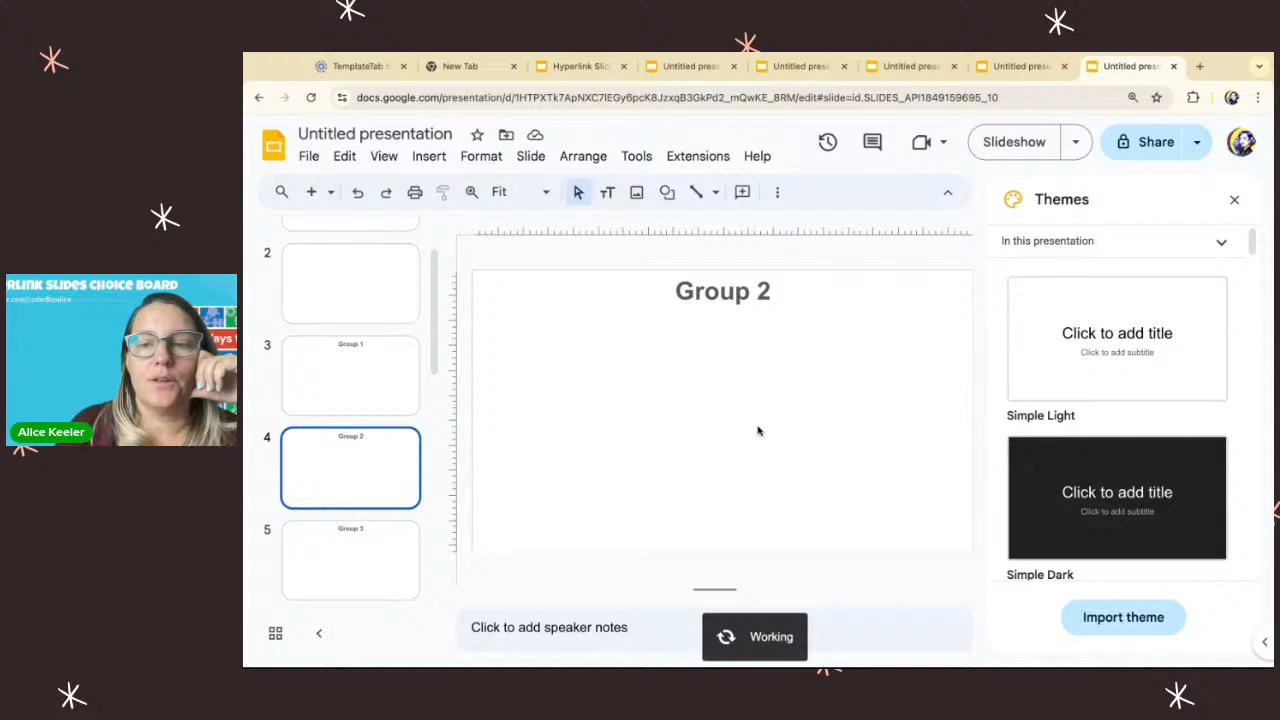 TemplateTab
New Tab
Hyperlink Slid
Untitled prese
Untitled prese
Untitled prese
Untitled prese
Untitled prese
docs.google.com/presentation/d/1HTPXTk7ApNXC7lEGy6pcK8JzxqB3GkPd2_mQwKE_8RM/edit#slide=id.SLIDES_API1849159695_10
Untitled presentation
File Edit View Insert Format Slide Arrange Tools Extensions Help
Slideshow
Share
Fit
Themes
In this presentation
Click to add title
Click to add subtitle
Simple Light
Click to add title
Click to add subtitle
Simple Dark
Import theme
2
3
Group 1
4
Group 2
5
Group 3
Group 2
Click to add speaker notes
Working
RLINK SLIDES CHOICE BOARD
r.com/codedbyalice
ays t
Alice Keeler